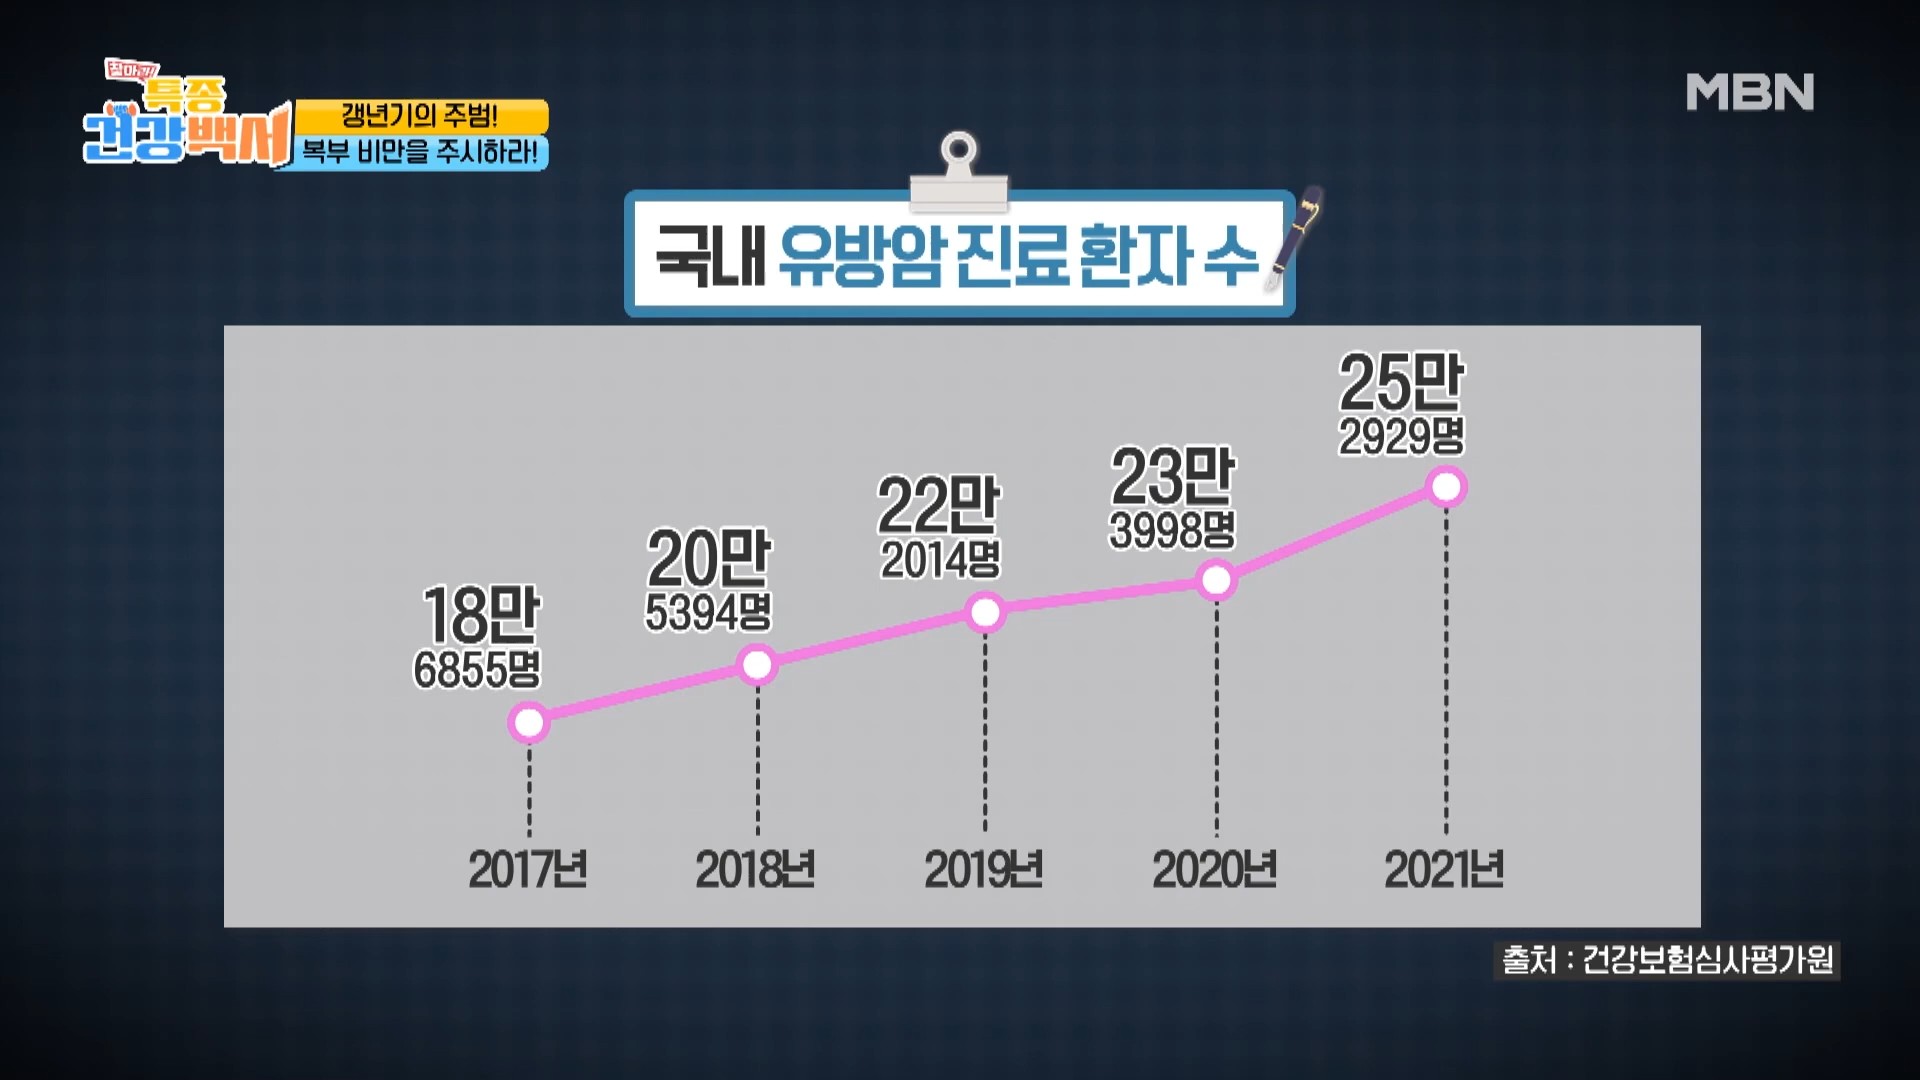 찾아라!
특종
건강백서
갱년기의 주범!
복부 비만을 주시하라!
MBN
국내 유방암 진료 환자 수
18만
6855명
20만
5394명
22만
2014명
23만
3998명
25만
2929명
2017년
2018년
2019년
2020년
2021년
출처 : 건강보험심사평가원